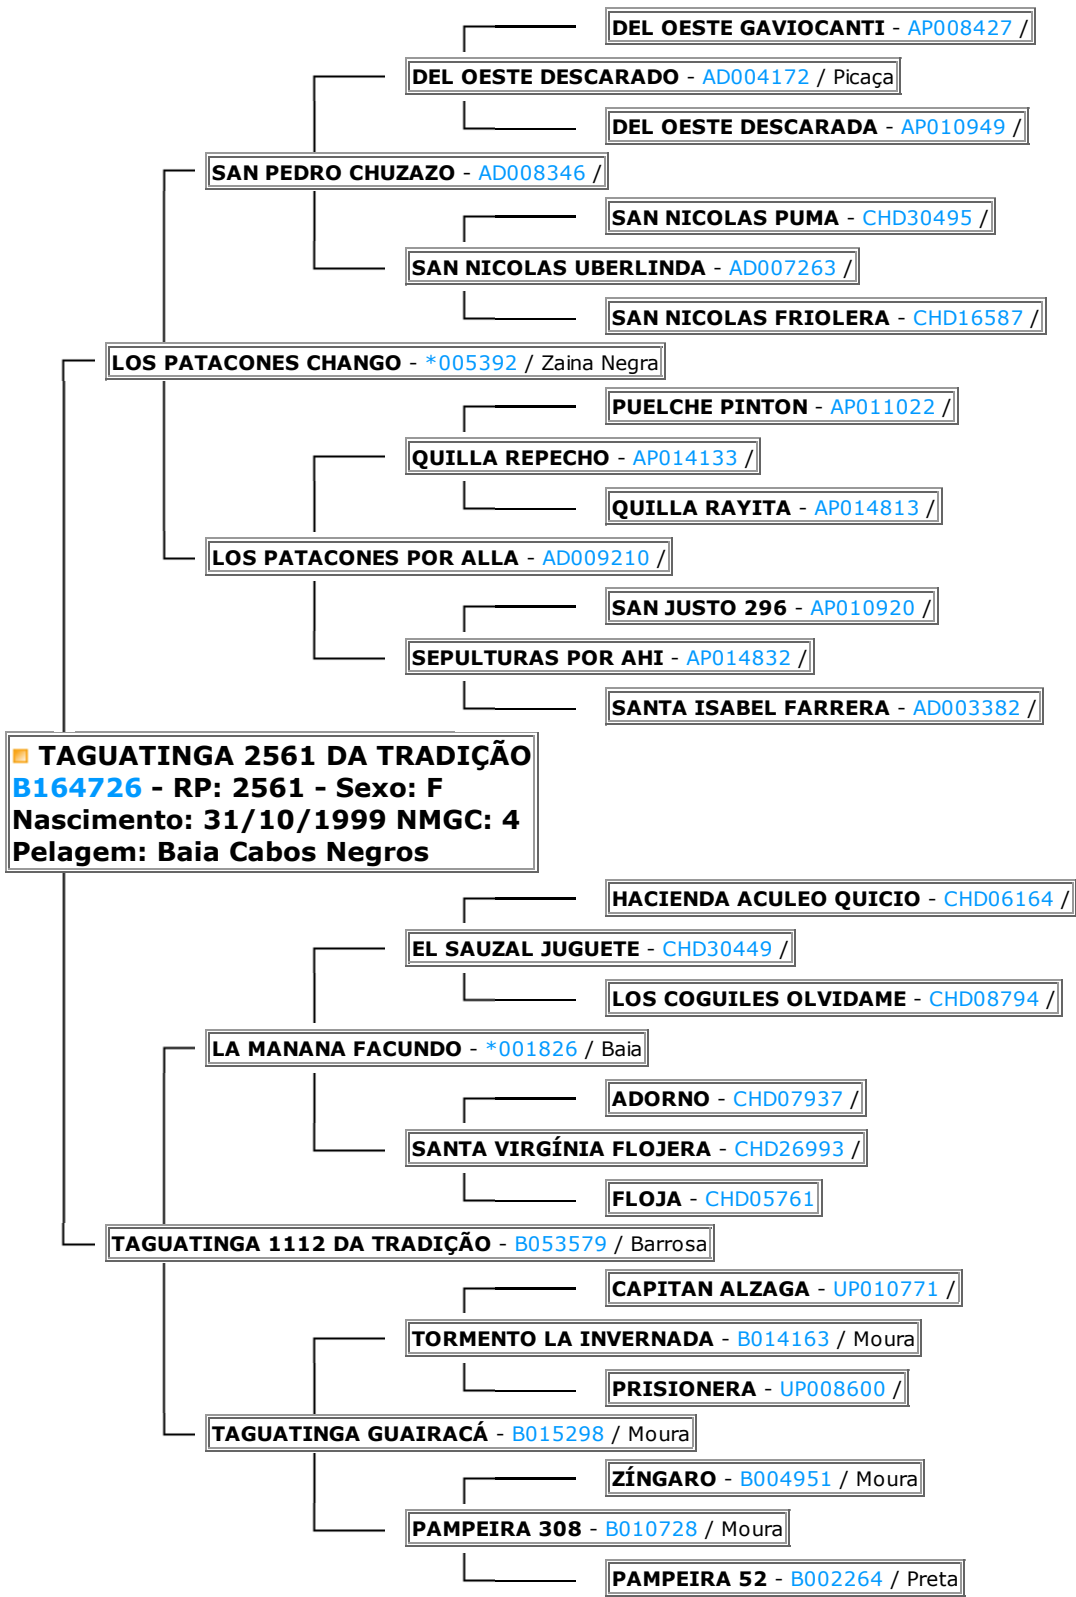 DEL OESTE GAVIOCANTI - AP008427 /
DEL OESTE DESCARADO - AD004172 / Picaça
DEL OESTE DESCARADA - AP010949 /
SAN PEDRO CHUZAZO - AD008346 /
SAN NICOLAS PUMA - CHD30495 /
SAN NICOLAS UBERLINDA - AD007263 /
SAN NICOLAS FRIOLERA - CHD16587 /
LOS PATACONES CHANGO - *005392 / Zaina Negra
PUELCHE PINTON - AP011022 /
QUILLA REPECHO - AP014133 /
QUILLA RAYITA - AP014813 /
LOS PATACONES POR ALLA - AD009210 /
SAN JUSTO 296 - AP010920 /
SEPULTURAS POR AHI - AP014832 /
SANTA ISABEL FARRERA - AD003382 /
TAGUATINGA 2561 DA TRADIÇÃO
B164726 - RP: 2561 - Sexo: F
Nascimento: 31/10/1999 NMGC: 4
Pelagem: Baia Cabos Negros
HACIENDA ACULEO QUICIO - CHD06164 /
EL SAUZAL JUGUETE - CHD30449 /
LOS COGUILES OLVIDAME - CHD08794 /
LA MANANA FACUNDO - *001826 / Baia
ADORNO - CHD07937 /
SANTA VIRGÍNIA FLOJERA - CHD26993 /
FLOJA - CHD05761
TAGUATINGA 1112 DA TRADIÇÃO - B053579 / Barrosa
CAPITAN ALZAGA - UP010771 /
TORMENTO LA INVERNADA - B014163 / Moura
PRISIONERA - UP008600 /
TAGUATINGA GUAIRACÁ - B015298 / Moura
ZÍNGARO - B004951 / Moura
PAMPEIRA 308 - B010728 / Moura
PAMPEIRA 52 - B002264 / Preta